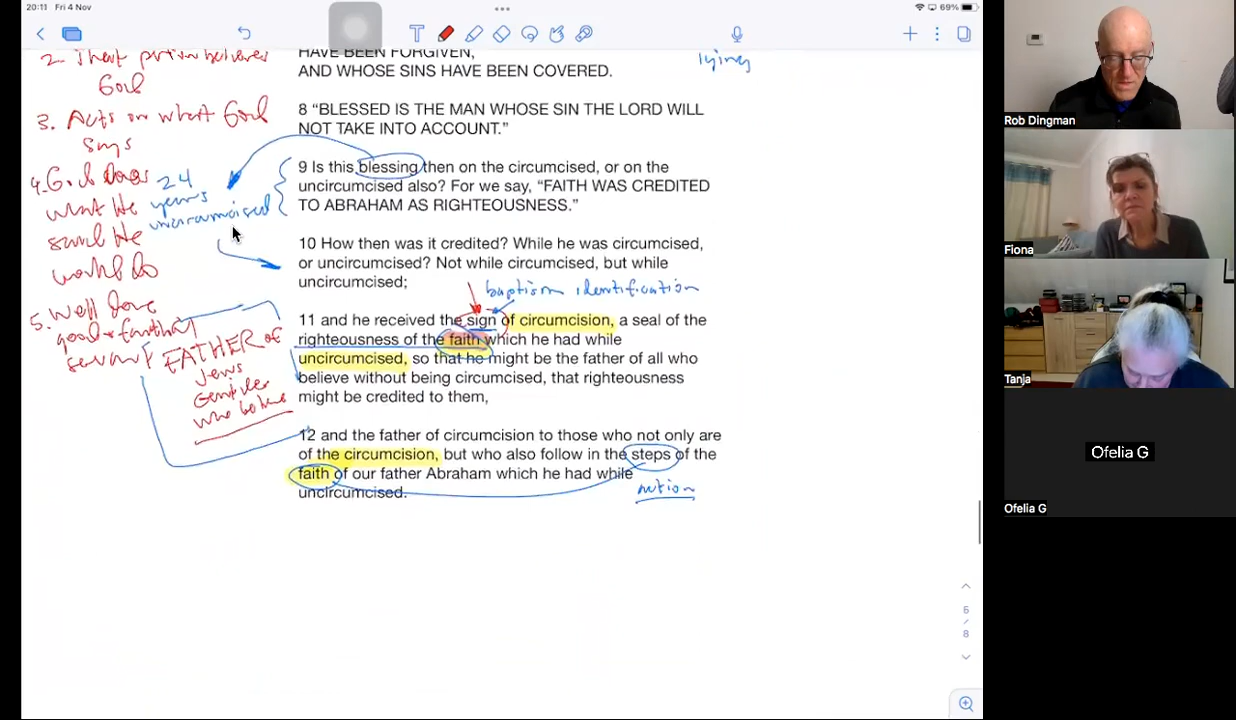 20:11 Fri 4 Nov
69%
HAVE BEEN FORGIVEN,
AND WHOSE SINS HAVE BEEN COVERED.
lying
8 “BLESSED IS THE MAN WHOSE SIN THE LORD WILL
NOT TAKE INTO ACCOUNT.”
9 Is this blessing then on the circumcised, or on the
uncircumcised also? For we say, “FAITH WAS CREDITED
TO ABRAHAM AS RIGHTEOUSNESS.”
10 How then was it credited? While he was circumcised,
or uncircumcised? Not while circumcised, but while
uncircumcised;
baptism identification
11 and he received the sign of circumcision, a seal of the
righteousness of the faith which he had while
uncircumcised, so that he might be the father of all who
believe without being circumcised, that righteousness
might be credited to them,
12 and the father of circumcision to those who not only are
of the circumcision, but who also follow in the steps of the
faith of our father Abraham which he had while
uncircumcised.
2. That person believes
God
3. Acts on what God
says
4. God does
what He
said He
would do
5. Well done
good + faithful
servant
24
years
uncircumcised
FATHER of
Jews
Gentiles
who believe
5
/
8
Rob Dingman
Fiona
Tanja
Ofelia G
Ofelia G